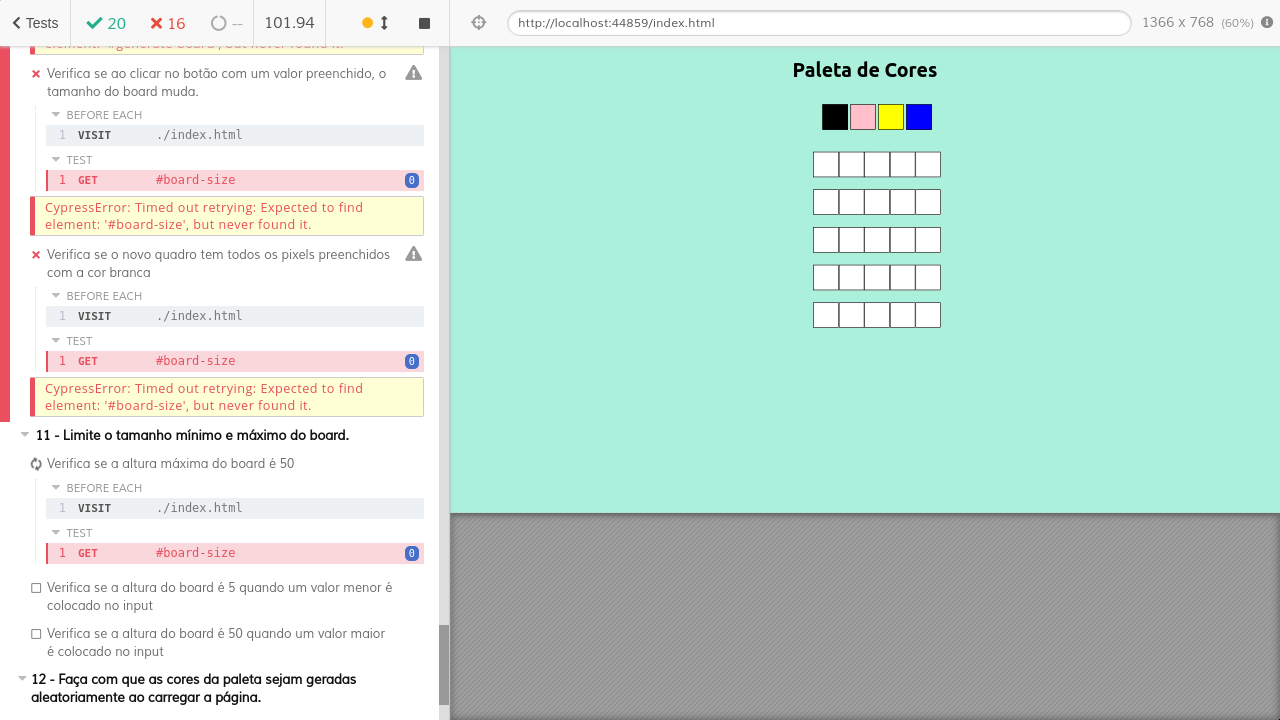 Tests
20
16
--
101.94
http://localhost:44859/index.html
1366 x 768 (60%)
element: '#generate-board', but never found it.
Verifica se ao clicar no botão com um valor preenchido, o
tamanho do board muda.
BEFORE EACH
1 VISIT ./index.html
TEST
1 GET #board-size 0
CypressError: Timed out retrying: Expected to find
element: '#board-size', but never found it.
Verifica se o novo quadro tem todos os pixels preenchidos
com a cor branca
BEFORE EACH
1 VISIT ./index.html
TEST
1 GET #board-size 0
CypressError: Timed out retrying: Expected to find
element: '#board-size', but never found it.
11 - Limite o tamanho mínimo e máximo do board.
Verifica se a altura máxima do board é 50
BEFORE EACH
1 VISIT ./index.html
TEST
1 GET #board-size 0
Verifica se a altura do board é 5 quando um valor menor é
colocado no input
Verifica se a altura do board é 50 quando um valor maior
é colocado no input
12 - Faça com que as cores da paleta sejam geradas
aleatoriamente ao carregar a página.
Paleta de Cores